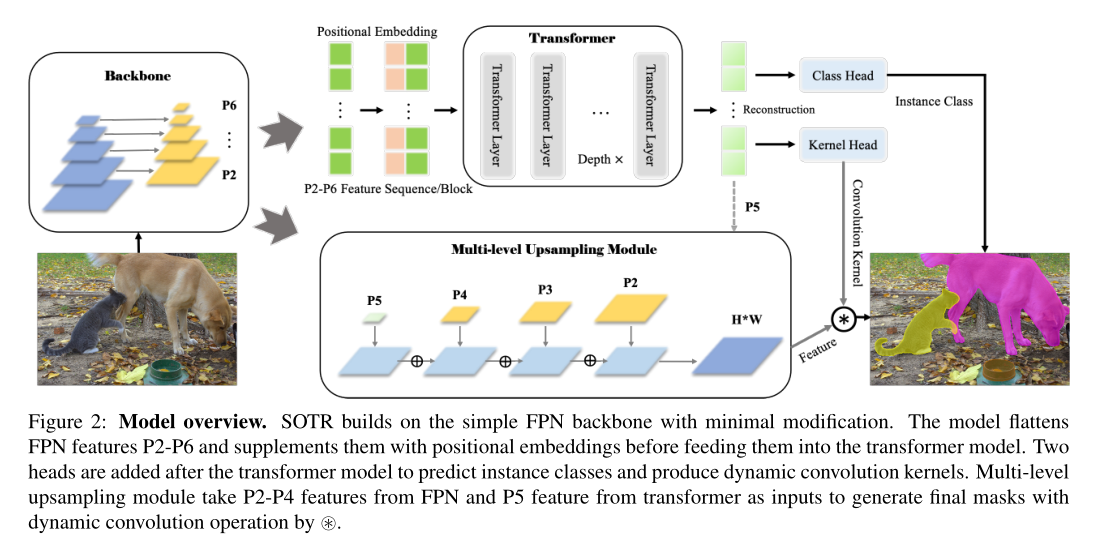 Backbone
P6
⋮
P2
Positional Embedding
⋮
⋮
P2-P6 Feature Sequence/Block
Transformer
Transformer Layer
Transformer Layer
...
Transformer Layer
Depth ×
⋮ Reconstruction
Class Head
Kernel Head
Instance Class
Convolution Kernel
P5
Multi-level Upsampling Module
P5
P4
P3
P2
H*W
⊕
⊕
⊕
Feature
*
Figure 2: Model overview. SOTR builds on the simple FPN backbone with minimal modification. The model flattens
FPN features P2-P6 and supplements them with positional embeddings before feeding them into the transformer model. Two
heads are added after the transformer model to predict instance classes and produce dynamic convolution kernels. Multi-level
upsampling module take P2-P4 features from FPN and P5 feature from transformer as inputs to generate final masks with
dynamic convolution operation by ⊛.